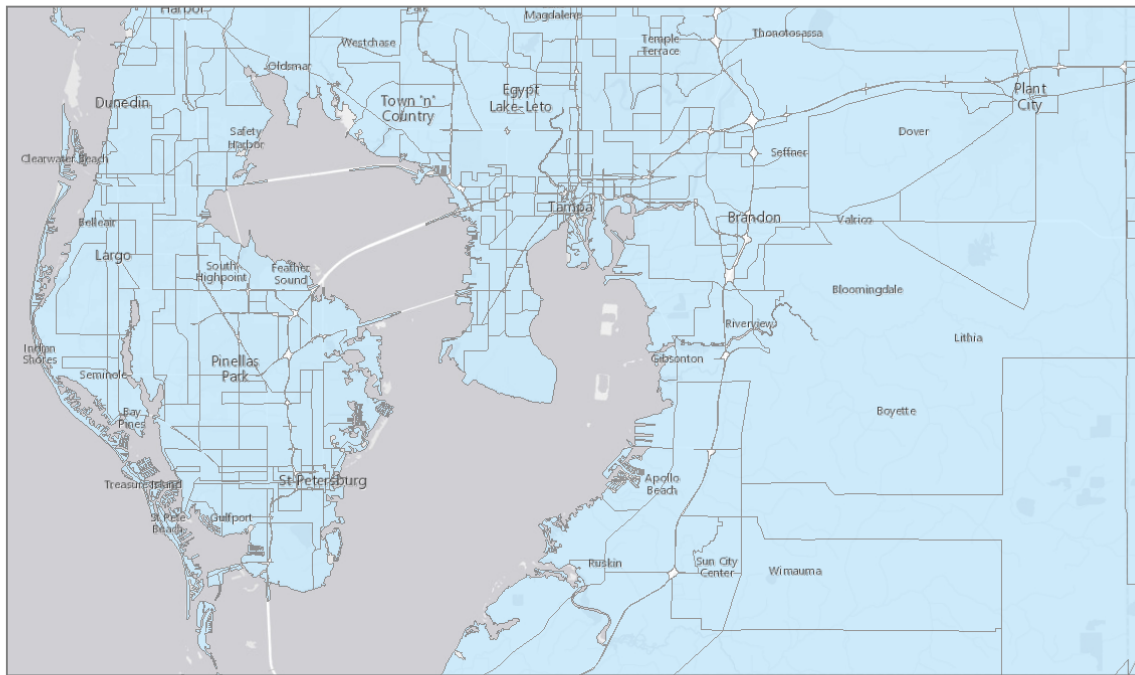 Harbor
Magdalene
Westchase
Temple
Terrace
Thonotosassa
Oldsmar
Dunedin
Town 'n'
Country
Egypt
Lake-Leto
Plant
City
Safety
Harbor
Dover
Clearwater Beach
Seffner
Tampa
Brandon
Valrico
Belleair
Largo
South
Highpoint
Feather
Sound
Bloomingdale
Riverview
Lithia
Indian
Shores
Pinellas
Park
Gibsonton
Seminole
Bay
Pines
Boyette
Treasure Island
St Petersburg
Apollo
Beach
St Pete
Beach
Gulfport
Ruskin
Sun City
Center
Wimauma